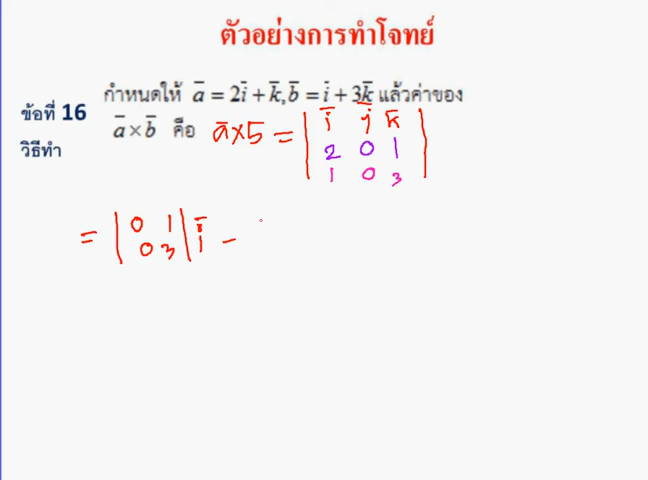 ตัวอย่างการทำโจทย์
ข้อที่ 16 กำหนดให้ a̅ = 2i̅ + k̅, b̅ = i̅ + 3k̅ แล้วค่าของ
a̅ × b̅ คือ a̅ × b̅ = | i̅ j̅ k̅ |
| 2 0 1 |
| 1 0 3 |
วิธีทำ
= | 0 1 | i̅ −
| 0 3 |